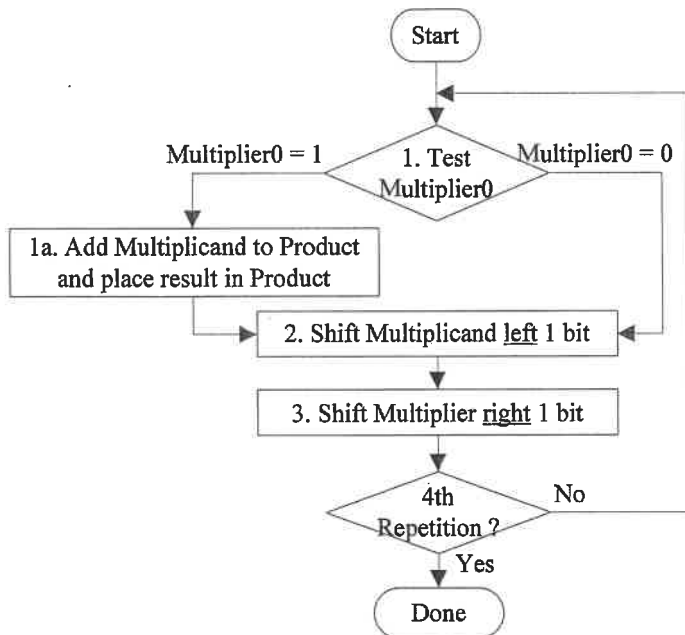 Start
Multiplier0 = 1
1. Test
Multiplier0
Multiplier0 = 0
1a. Add Multiplicand to Product
and place result in Product
2. Shift Multiplicand left 1 bit
3. Shift Multiplier right 1 bit
4th
Repetition ?
No
Yes
Done